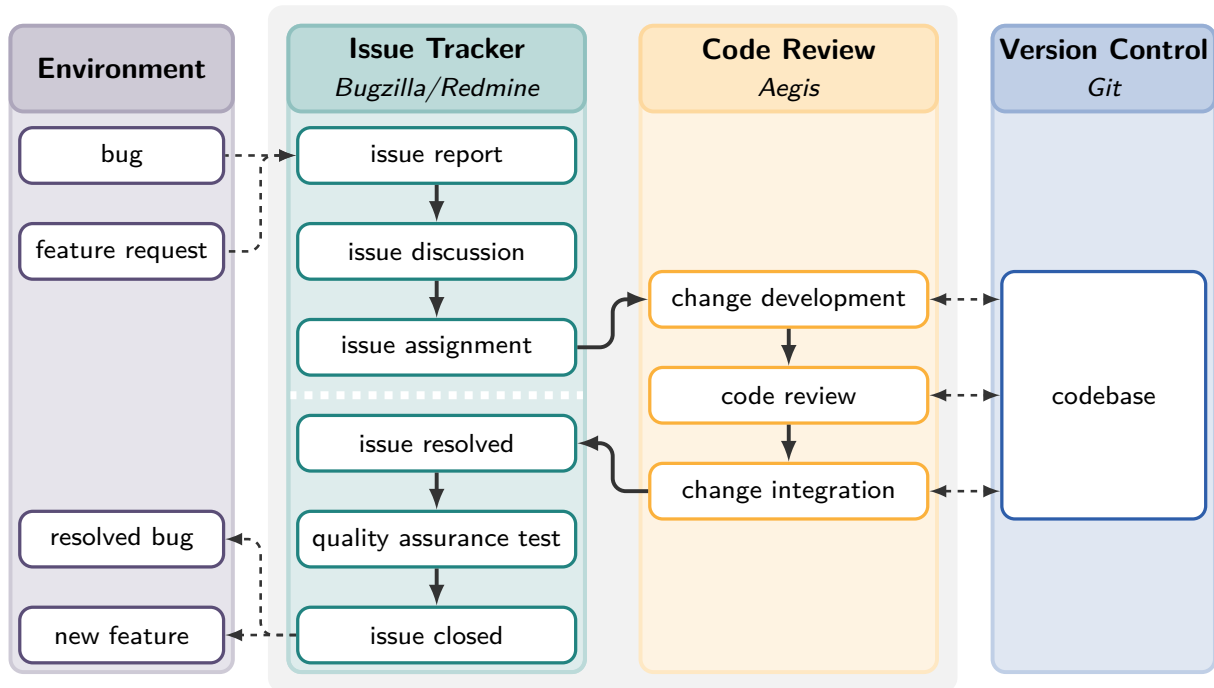 Environment
bug
feature request
resolved bug
new feature
Issue Tracker
Bugzilla/Redmine
issue report
issue discussion
issue assignment
issue resolved
quality assurance test
issue closed
Code Review
Aegis
change development
code review
change integration
Version Control
Git
codebase